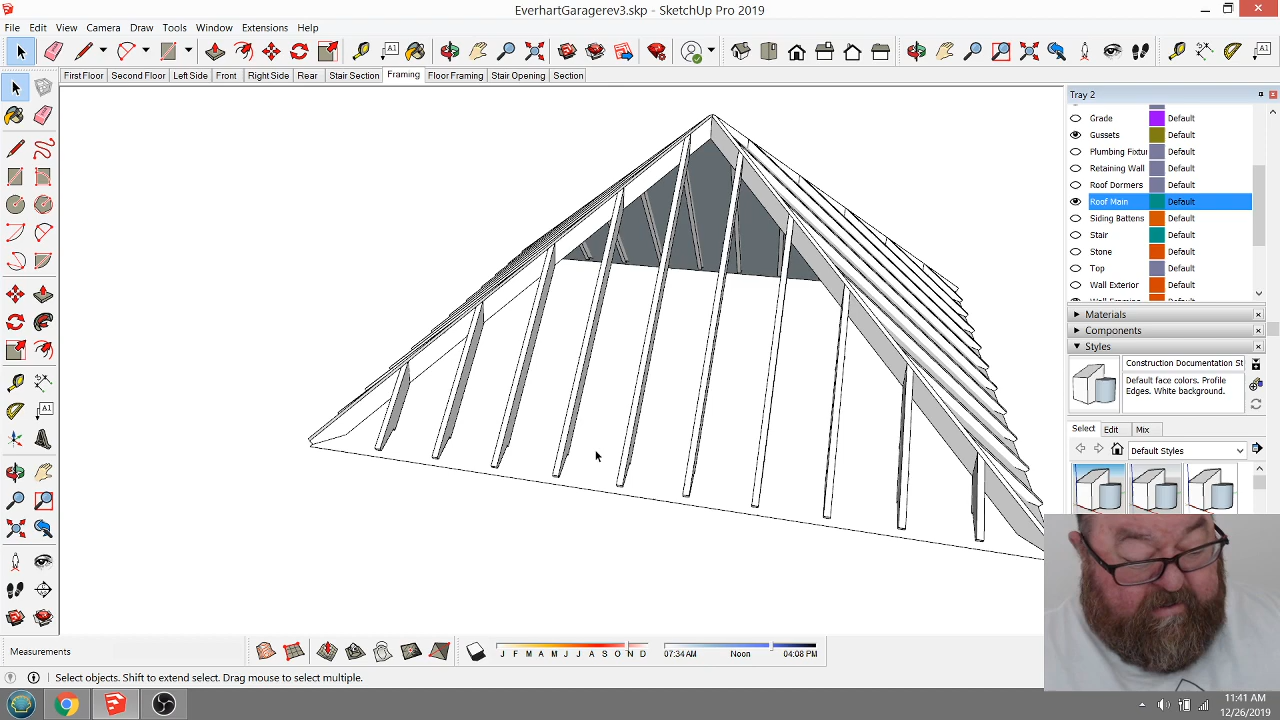 EverhartGaragerev3.skp - SketchUp Pro 2019
File Edit View Camera Draw Tools Window Extensions Help
First Floor Second Floor Left Side Front Right Side Rear Stair Section Framing Floor Framing Stair Opening Section
Tray 2
Grade Default
Gussets Default
Plumbing Fixtu Default
Retaining Wall Default
Roof Dormers Default
Roof Main Default
Siding Battens Default
Stair Default
Stone Default
Top Default
Wall Exterior Default
Default
Materials
Components
Styles
Construction Documentation St
Default face colors. Profile
Edges. White background.
Select Edit Mix
Default Styles
Measurements
J F M A M J J A S O N D
07:34 AM Noon 04:08 PM
Select objects. Shift to extend select. Drag mouse to select multiple.
11:41 AM
12/26/2019